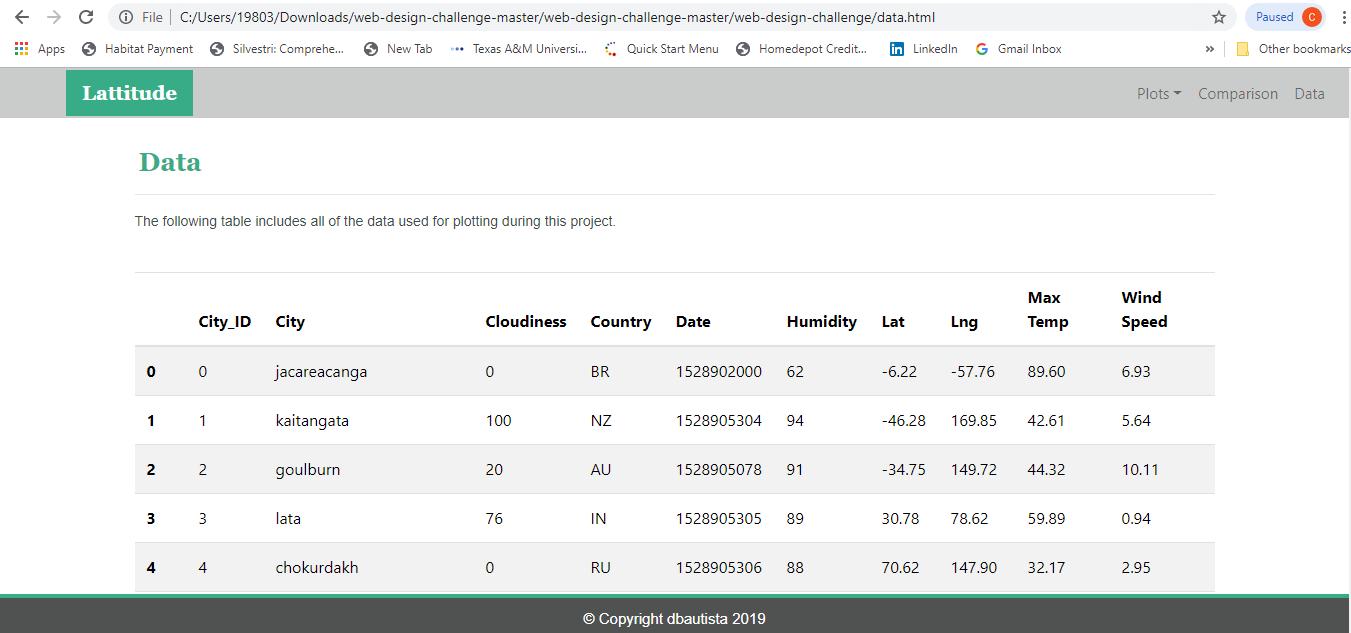 File C:/Users/19803/Downloads/web-design-challenge-master/web-design-challenge-master/web-design-challenge/data.html Paused C
Apps Habitat Payment Silvestri: Comprehe... New Tab Texas A&M Universi... Quick Start Menu Homedepot Credit... LinkedIn Gmail Inbox » Other bookmarks
Lattitude Plots Comparison Data
Data
The following table includes all of the data used for plotting during this project.
City_ID City Cloudiness Country Date Humidity Lat Lng Max Temp Wind Speed
0 0 jacareacanga 0 BR 1528902000 62 -6.22 -57.76 89.60 6.93
1 1 kaitangata 100 NZ 1528905304 94 -46.28 169.85 42.61 5.64
2 2 goulburn 20 AU 1528905078 91 -34.75 149.72 44.32 10.11
3 3 lata 76 IN 1528905305 89 30.78 78.62 59.89 0.94
4 4 chokurdakh 0 RU 1528905306 88 70.62 147.90 32.17 2.95
© Copyright dbautista 2019